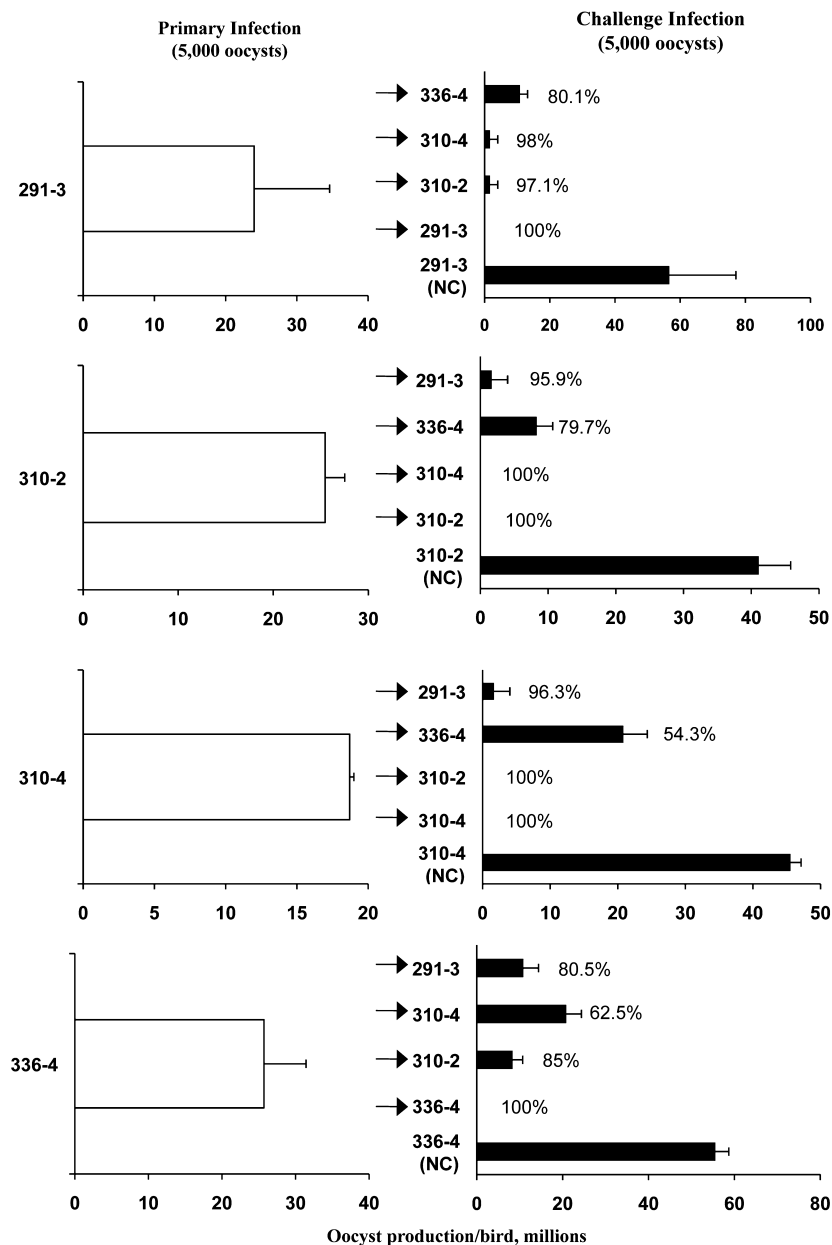 Primary Infection
(5,000 oocysts)
Challenge Infection
(5,000 oocysts)
291-3
0 10 20 30 40
336-4 80.1%
310-4 98%
310-2 97.1%
291-3 100%
291-3
(NC)
0 20 40 60 80 100
310-2
0 10 20 30
291-3 95.9%
336-4 79.7%
310-4 100%
310-2 100%
310-2
(NC)
0 10 20 30 40 50
310-4
0 5 10 15 20
291-3 96.3%
336-4 54.3%
310-2 100%
310-4 100%
310-4
(NC)
0 10 20 30 40 50
336-4
0 10 20 30 40
291-3 80.5%
310-4 62.5%
310-2 85%
336-4 100%
336-4
(NC)
0 20 40 60 80
Oocyst production/bird, millions